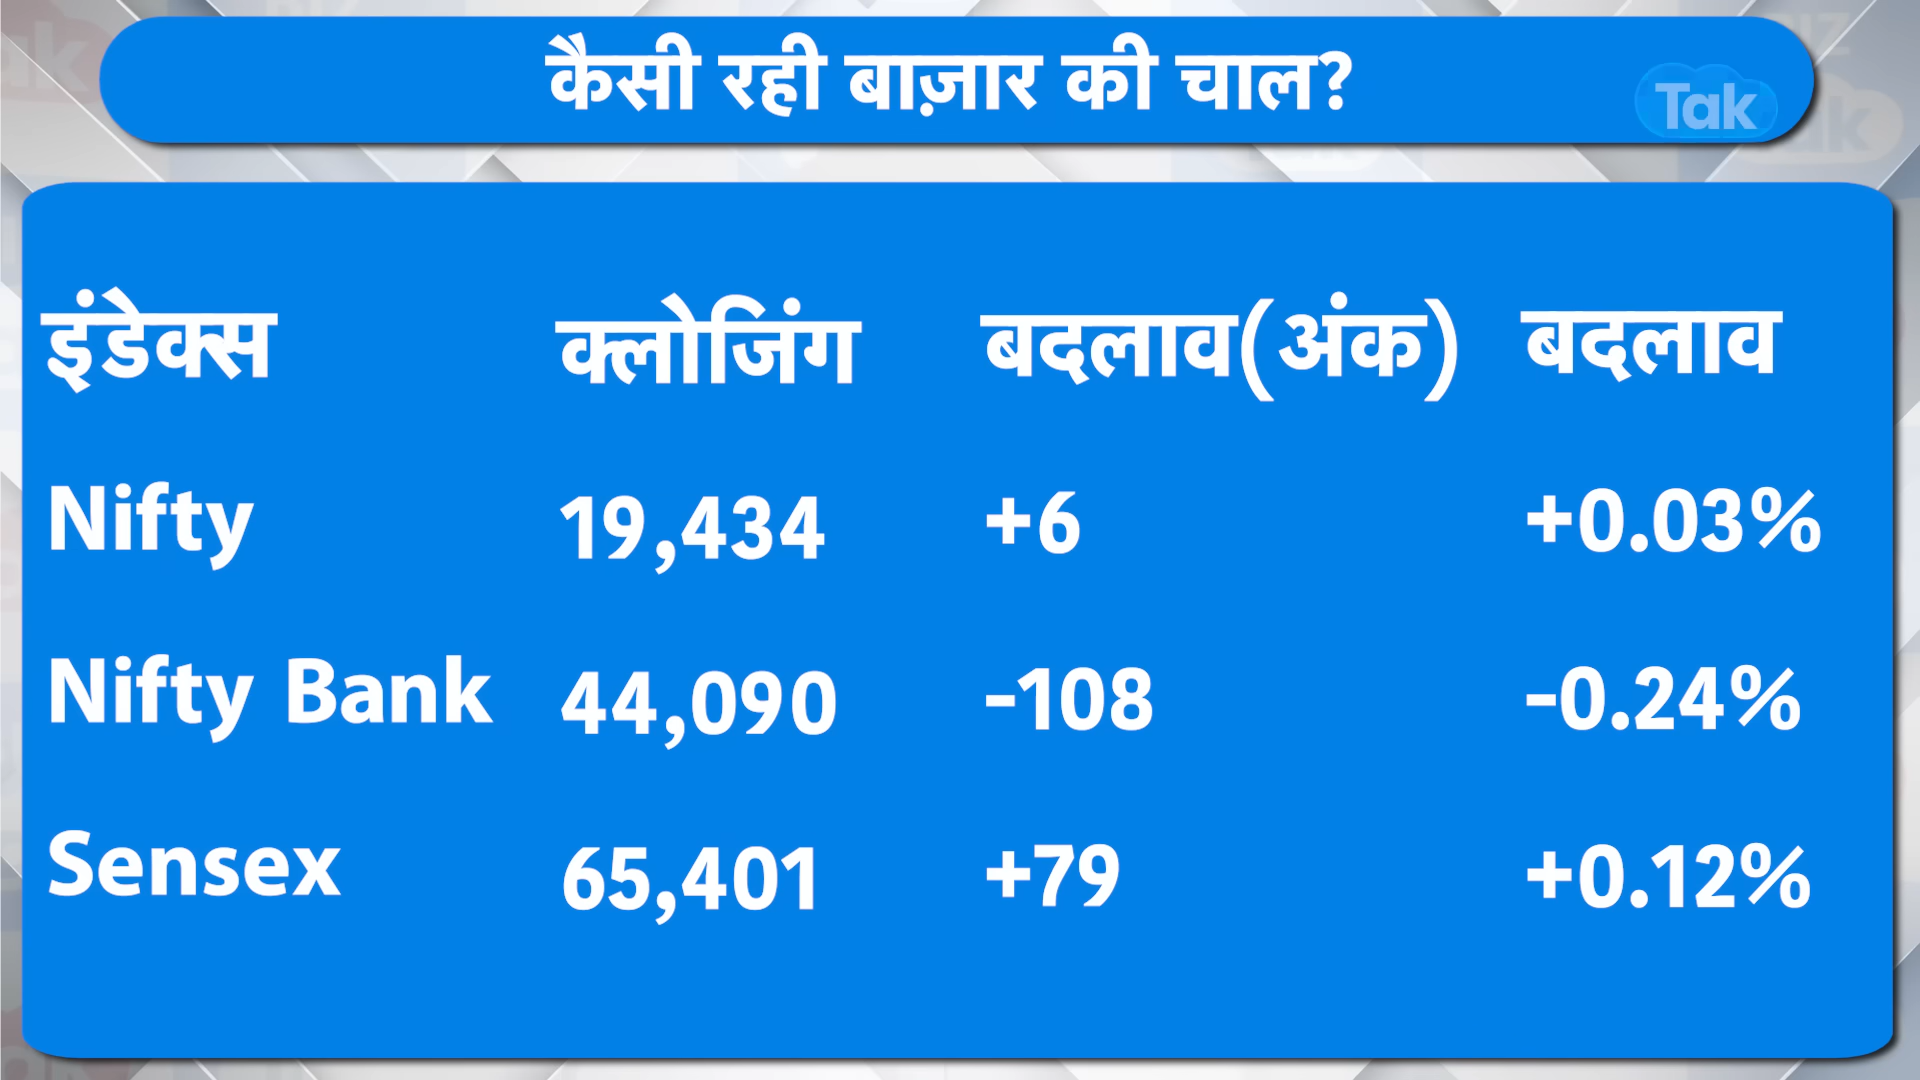 कैसी रही बाज़ार की चाल?
Tak
इंडेक्स क्लोजिंग बदलाव(अंक) बदलाव
Nifty 19,434 +6 +0.03%
Nifty Bank 44,090 -108 -0.24%
Sensex 65,401 +79 +0.12%